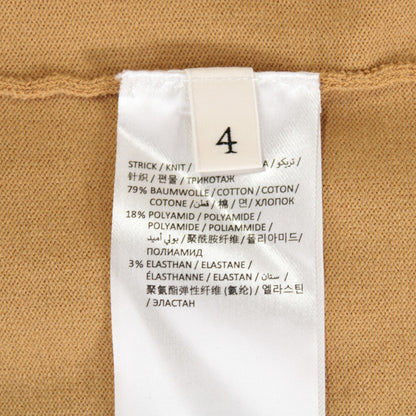 4
STRICK / KNIT / تريكو /
针织 / 편물 / ТРИКОТАЖ
79% BAUMWOLLE / COTTON / COTON /
COTONE / قطن / 棉 / 면 / ХЛОПОК
18% POLYAMID / POLYAMIDE /
POLYAMIDE / POLIAMMIDE /
بولي أميد / 聚酰胺纤维 / 폴리아미드 /
ПОЛИАМИД
3% ELASTHAN / ELASTANE /
ÉLASTHANNE / ELASTAN / ستان /
聚氨酯弹性纤维 (氨纶) / 엘라스틴
/ ЭЛАСТАН